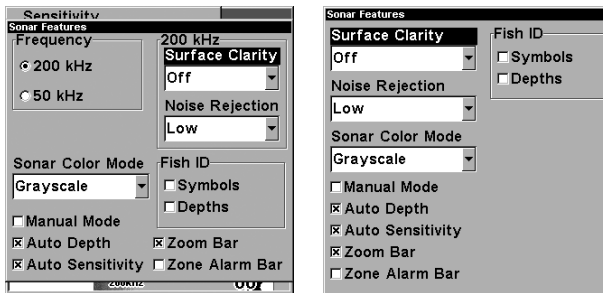 Sensitivity
Sonar Features
Frequency
200 kHz
50 kHz
200 kHz
Surface Clarity
Off
Noise Rejection
Low
Sonar Color Mode
Grayscale
Fish ID
Symbols
Depths
Manual Mode
Auto Depth
Zoom Bar
Auto Sensitivity
Zone Alarm Bar
200kHz
Sonar Features
Surface Clarity
Off
Noise Rejection
Low
Sonar Color Mode
Grayscale
Fish ID
Symbols
Depths
Manual Mode
Auto Depth
Auto Sensitivity
Zoom Bar
Zone Alarm Bar